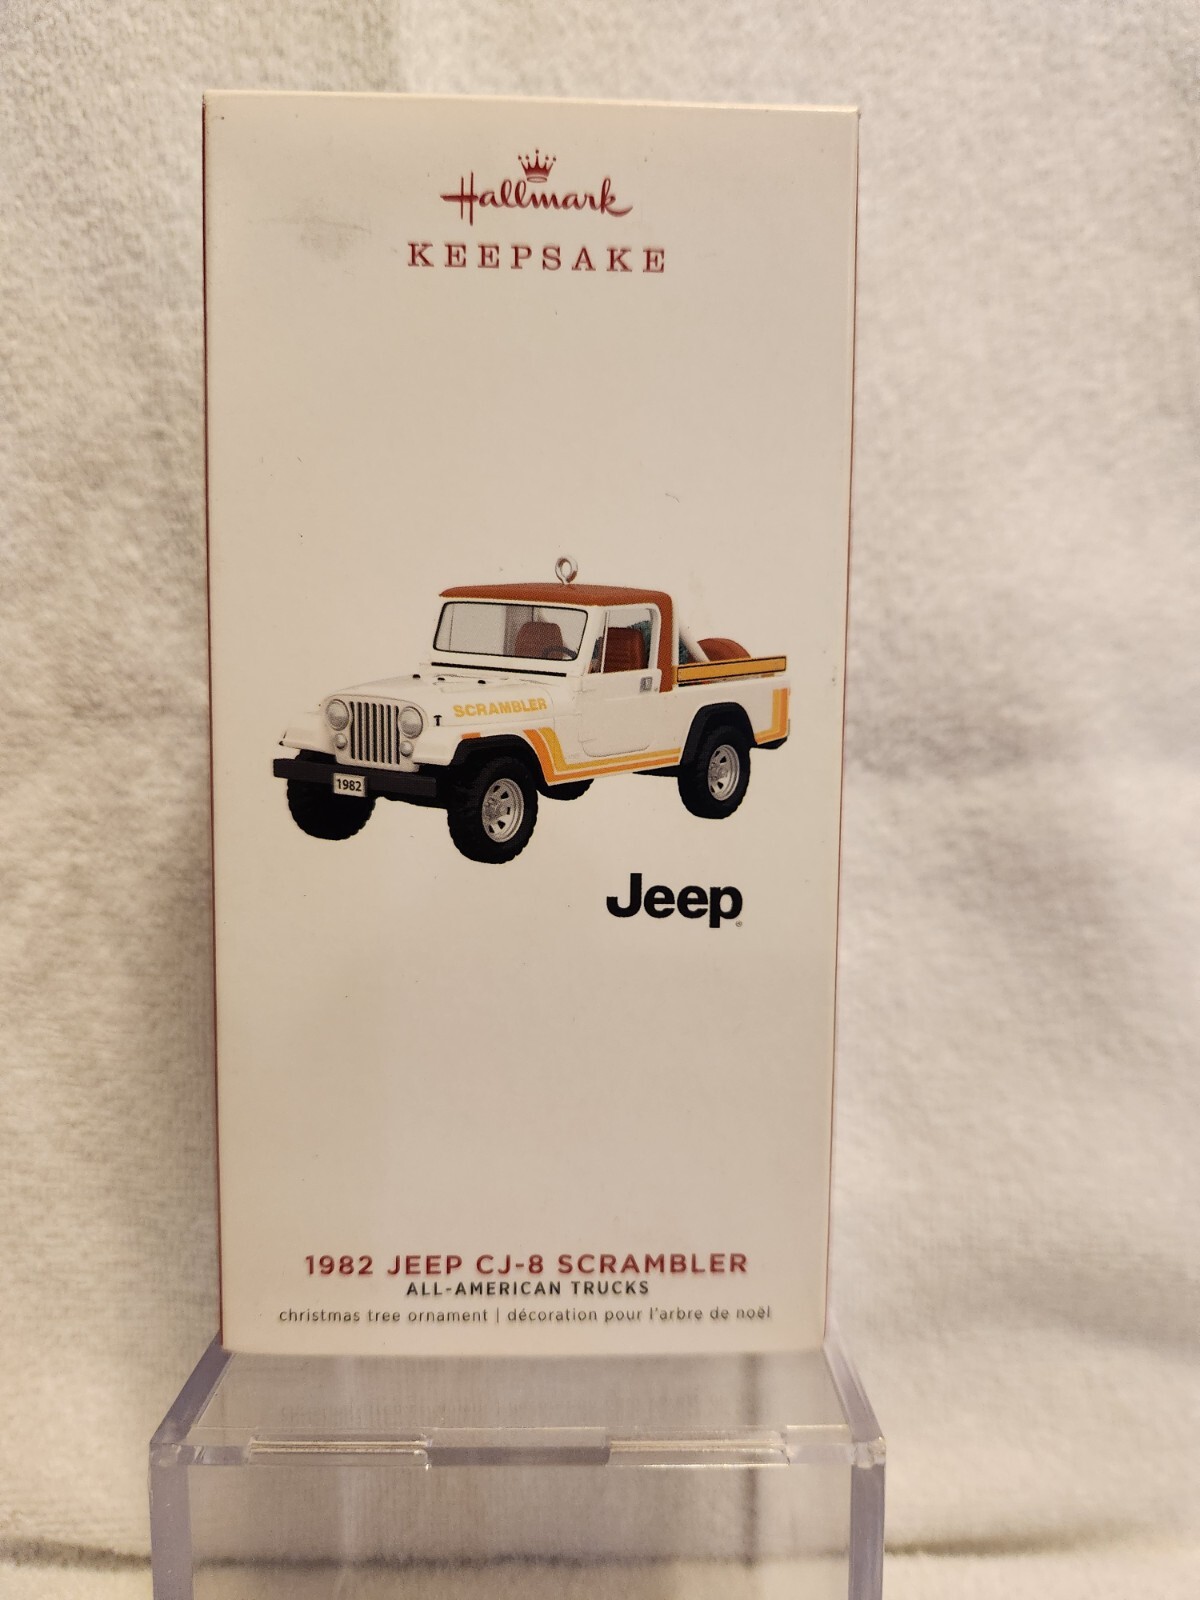 Hallmark
KEEPSAKE
SCRAMBLER
1982
Jeep®
1982 JEEP CJ-8 SCRAMBLER
ALL-AMERICAN TRUCKS
christmas tree ornament | décoration pour l'arbre de noël